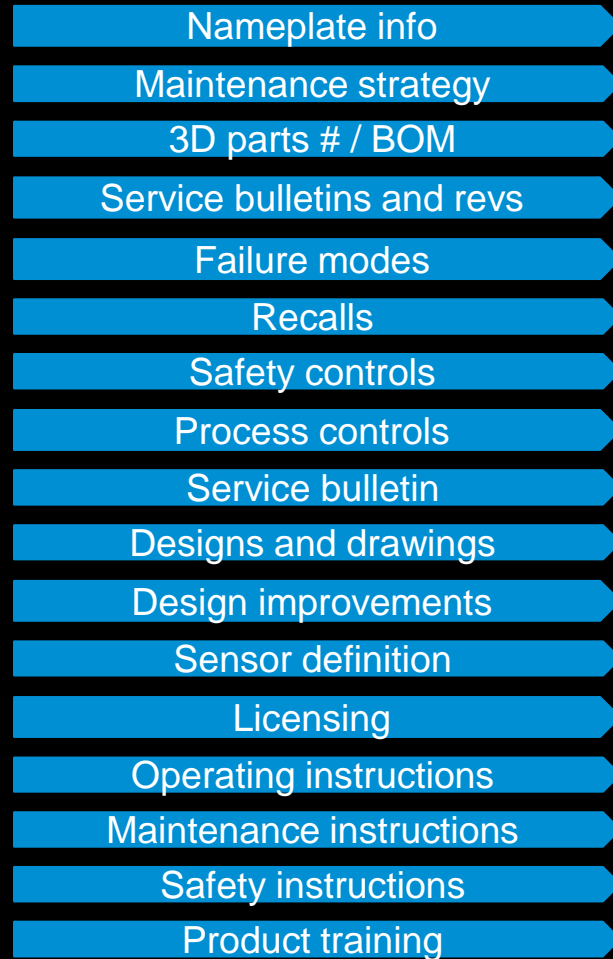 Nameplate info
Maintenance strategy
3D parts # / BOM
Service bulletins and revs
Failure modes
Recalls
Safety controls
Process controls
Service bulletin
Designs and drawings
Design improvements
Sensor definition
Licensing
Operating instructions
Maintenance instructions
Safety instructions
Product training